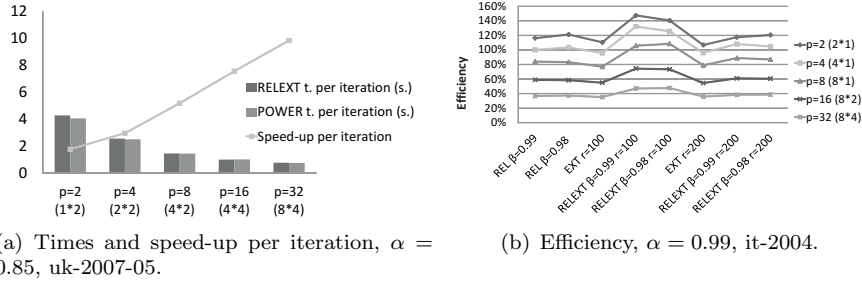 12
10
8
6
4
2
0
RELEXT t. per iteration (s.)
POWER t. per iteration (s.)
Speed-up per iteration
p=2 p=4 p=8 p=16 p=32
(1*2) (2*2) (4*2) (4*4) (8*4)
a) Times and speed-up per iteration, α =
0.85, uk-2007-05.
Efficiency
160%
140%
120%
100%
80%
60%
40%
20%
0%
p=2 (2*1)
p=4 (4*1)
p=8 (8*1)
p=16 (8*2)
p=32 (8*4)
REL β=0.99
REL β=0.98
EXT r=100
RELEXT β=0.99 r=100
RELEXT β=0.98 r=100
EXT r=200
RELEXT β=0.99 r=200
RELEXT β=0.98 r=200
(b) Efficiency, α = 0.99, it-2004.